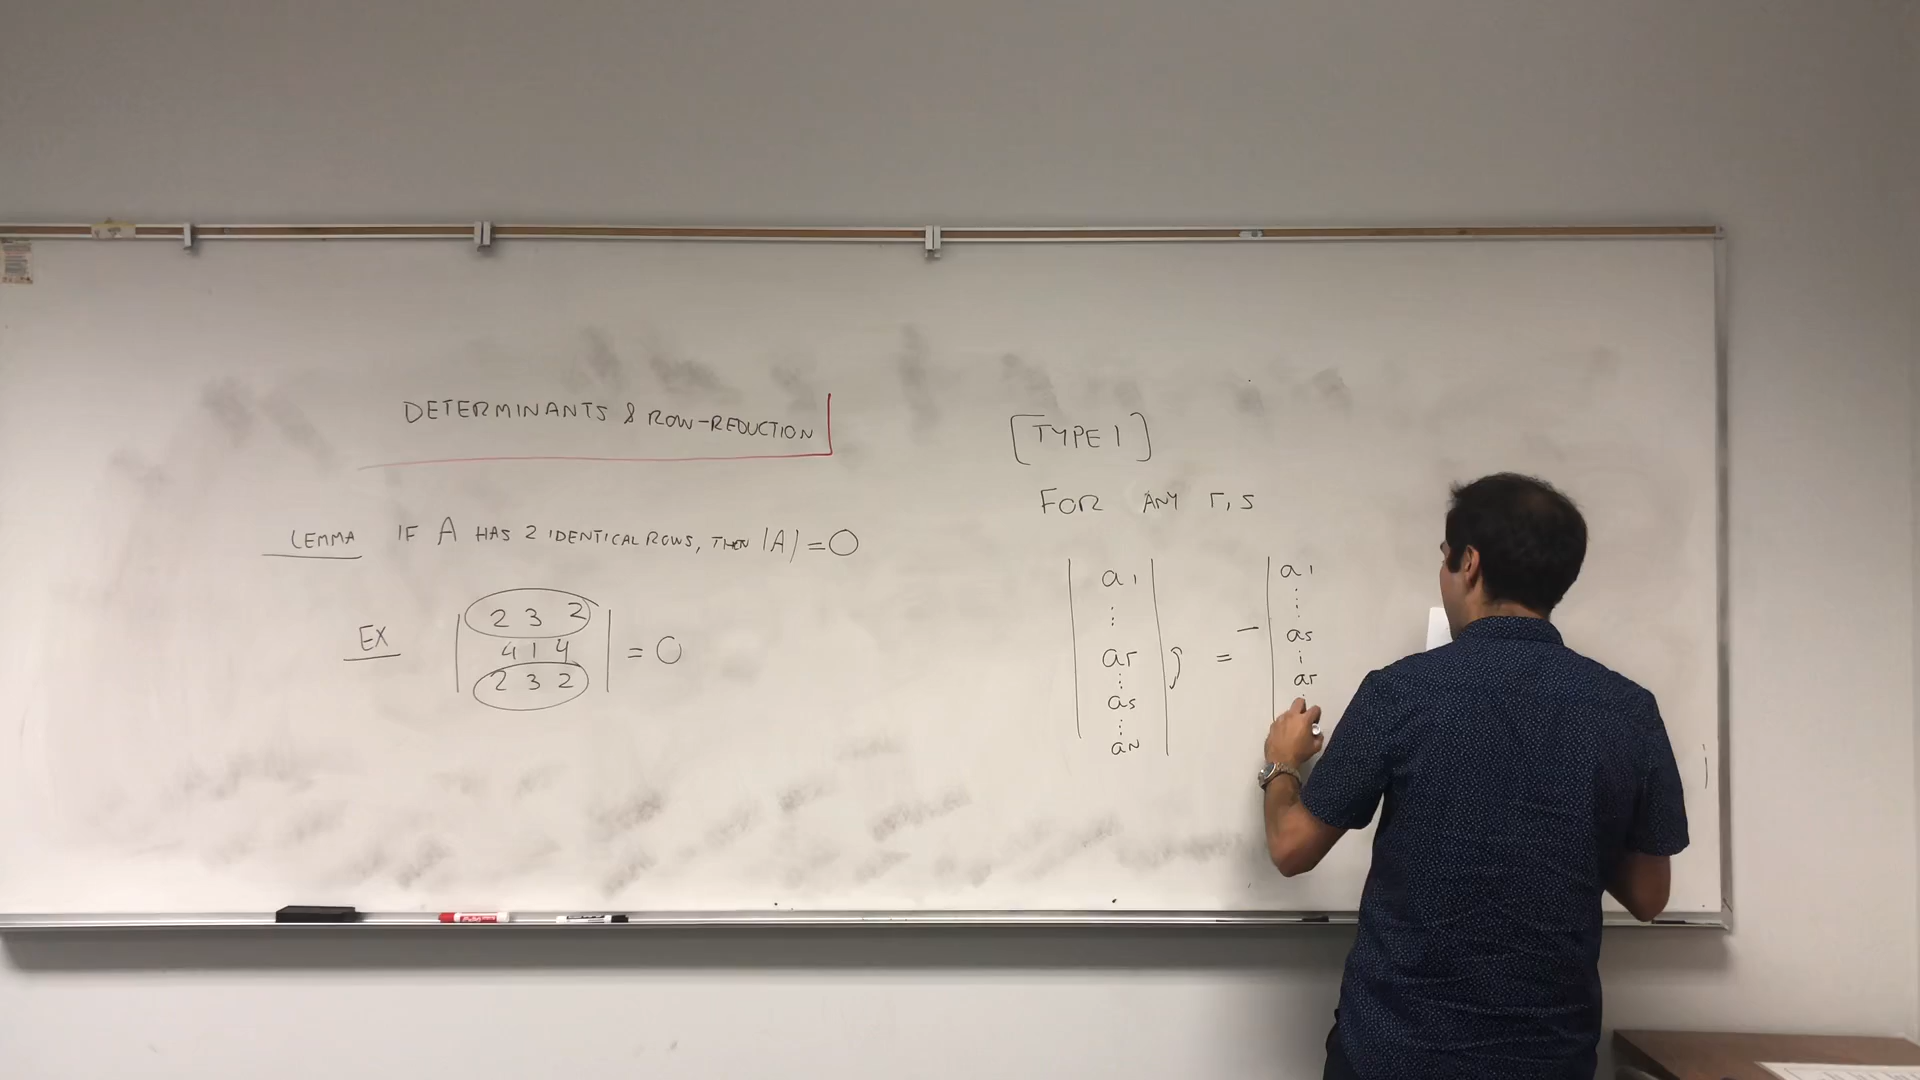 DETERMINANTS & ROW-REDUCTION
LEMMA IF A HAS 2 IDENTICAL ROWS, THEN |A| = 0
EX
| 2 3 2 |
| 4 1 4 | = 0
| 2 3 2 |
[TYPE 1]
FOR ANY r, s
| a1 |
⋮
| ar |
⋮
| as |
⋮
| aN |
= -
| a1
⋮
as
⋮
ar